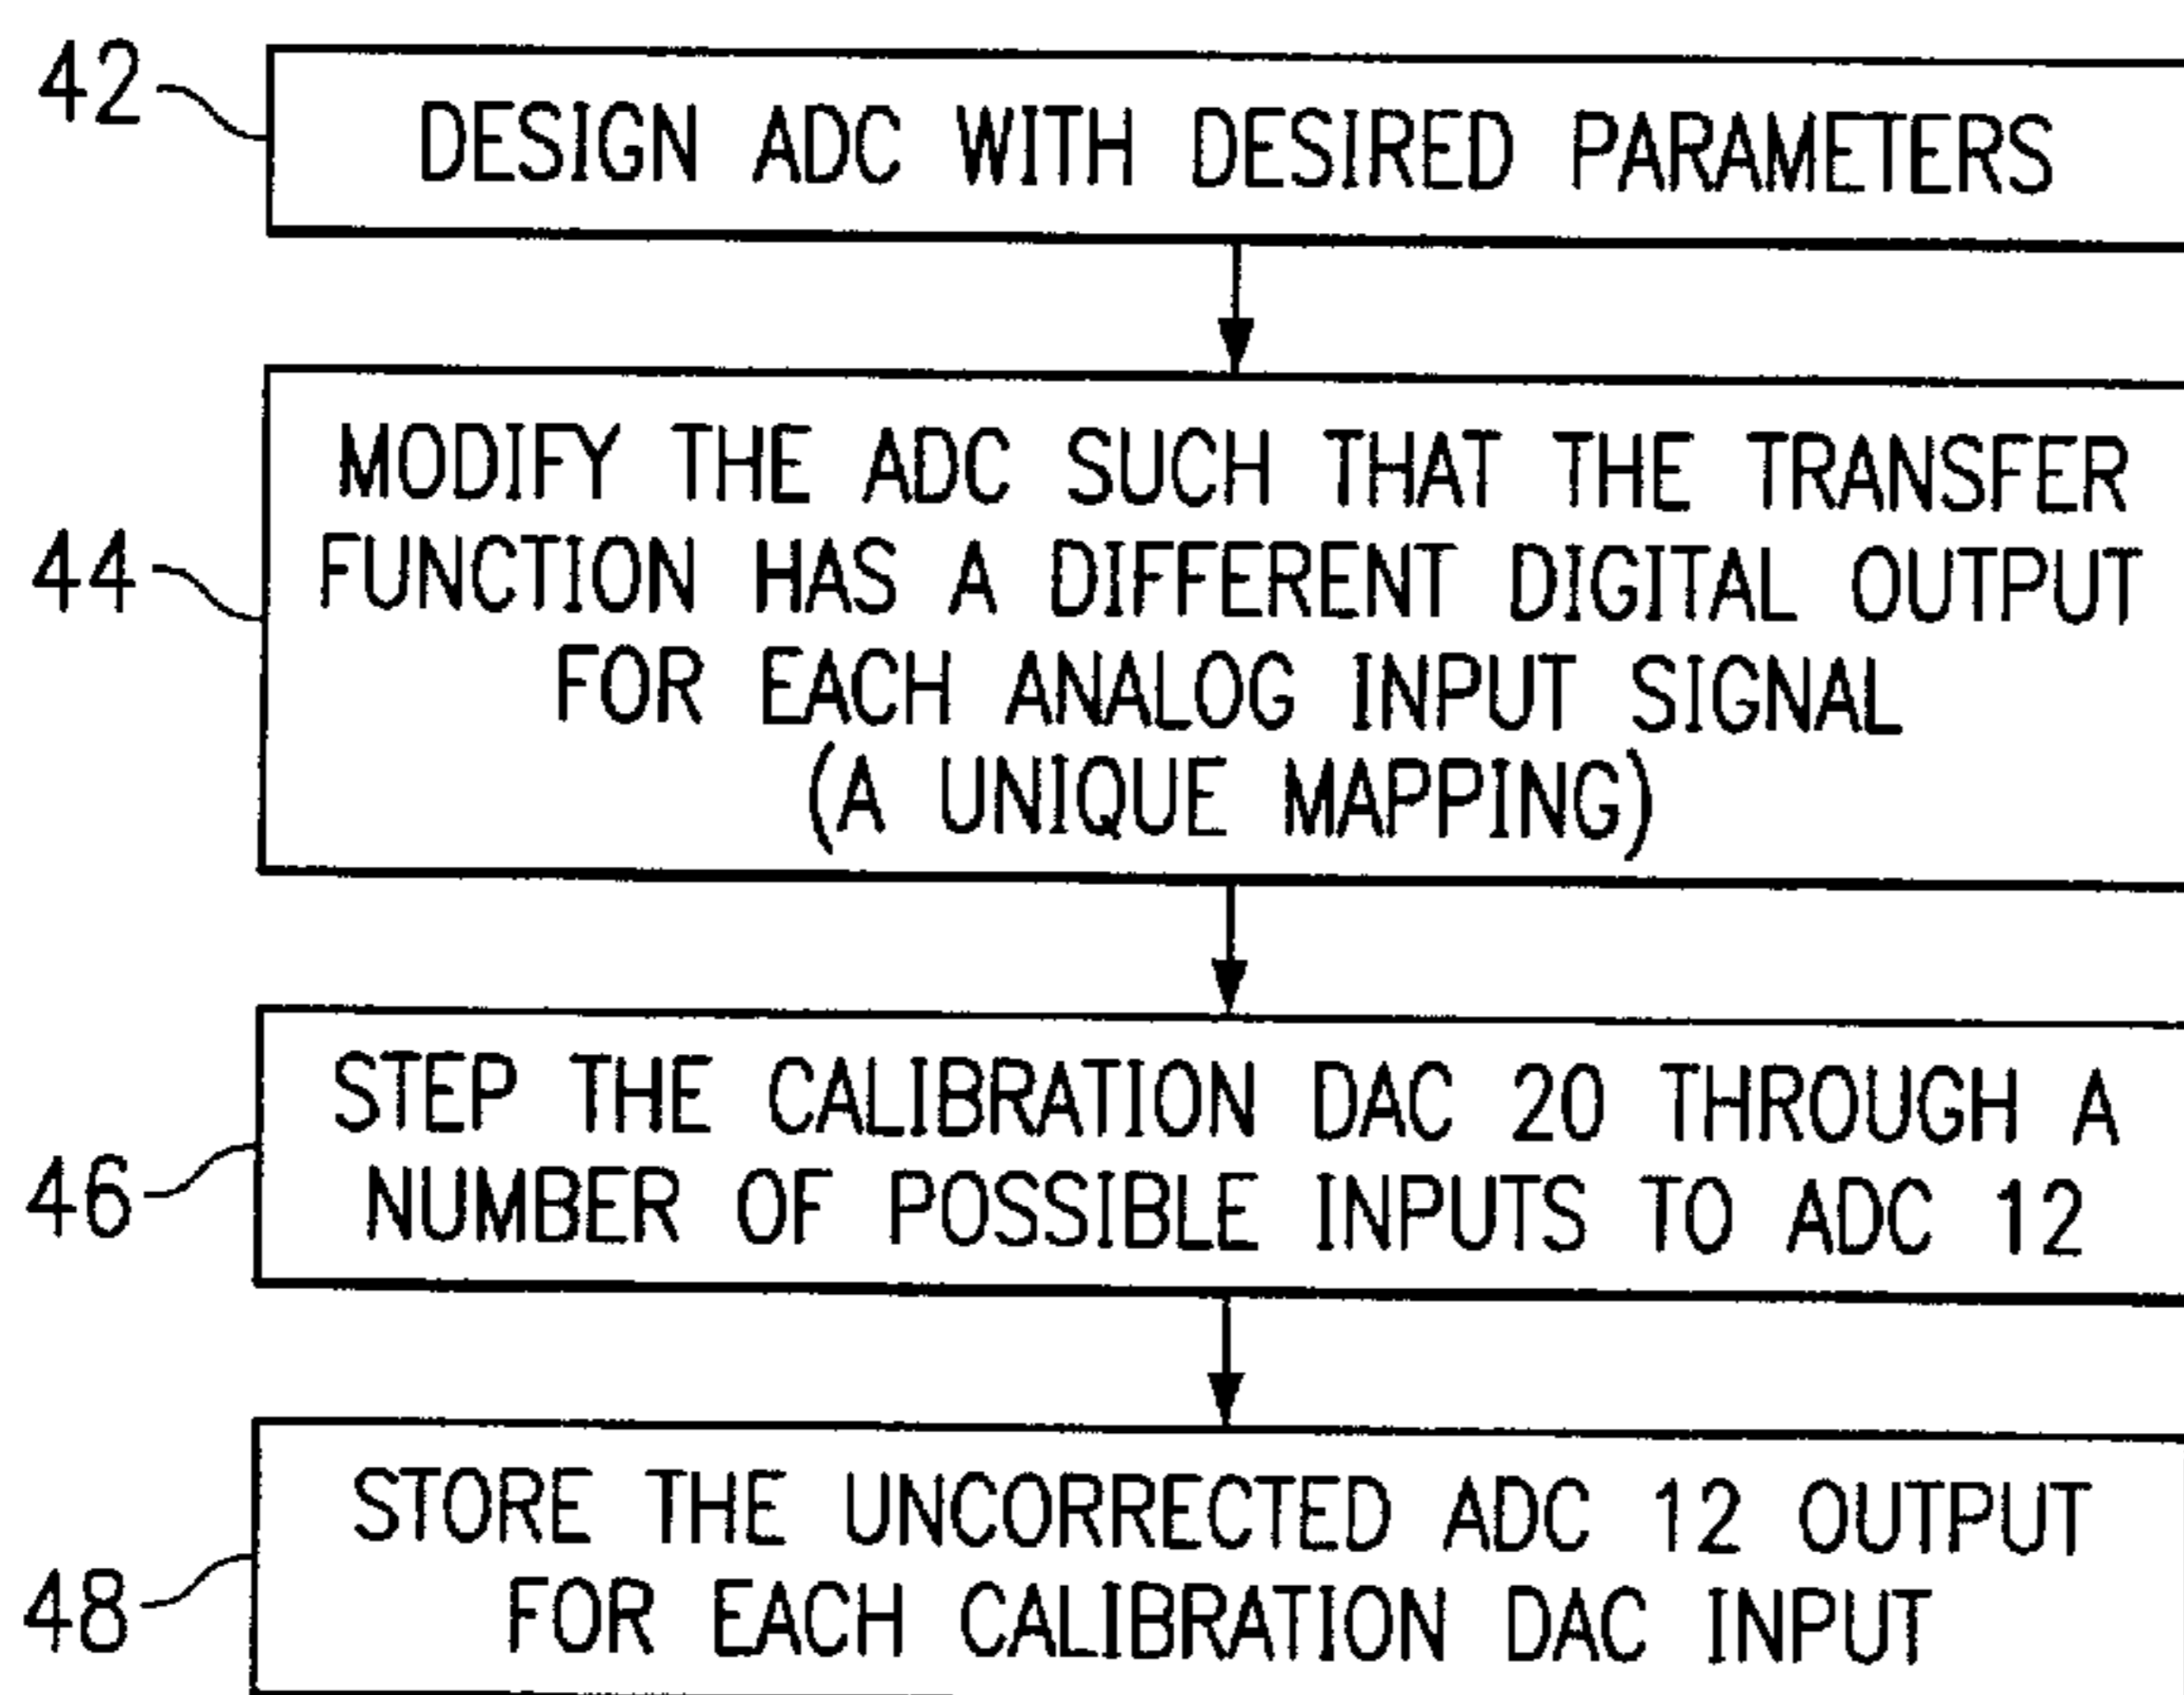 42
DESIGN ADC WITH DESIRED PARAMETERS
MODIFY THE ADC SUCH THAT THE TRANSFER
44
FUNCTION HAS A DIFFERENT DIGITAL OUTPUT
FOR EACH ANALOG INPUT SIGNAL
(A UNIQUE MAPPING)
STEP THE CALIBRATION DAC 20 THROUGH A
46
NUMBER OF POSSIBLE INPUTS TO ADC 12
STORE THE UNCORRECTED ADC 12 OUTPUT
48
FOR EACH CALIBRATION DAC INPUT